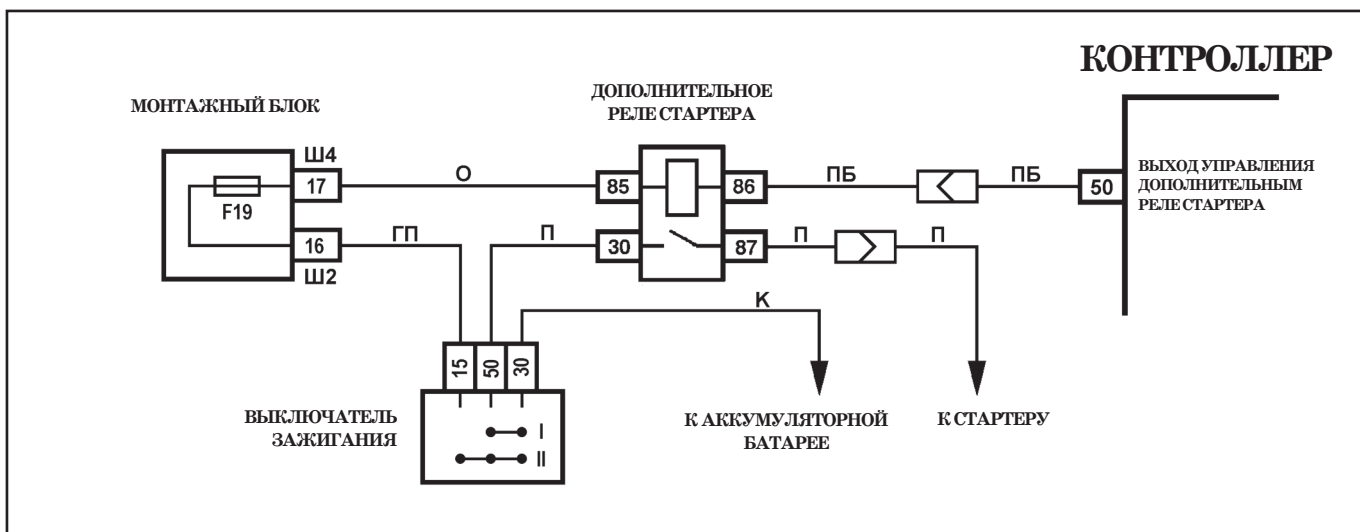 КОНТРОЛЛЕР
МОНТАЖНЫЙ БЛОК
ДОПОЛНИТЕЛЬНОЕ
РЕЛЕ СТАРТЕРА
Ш4
17
F19
16
Ш2
О
ГП
П
85
86
30
87
ПБ
ПБ
П
П
50
ВЫХОД УПРАВЛЕНИЯ
ДОПОЛНИТЕЛЬНЫМ
РЕЛЕ СТАРТЕРА
К
15
50
30
I
II
ВЫКЛЮЧАТЕЛЬ
ЗАЖИГАНИЯ
К АККУМУЛЯТОРНОЙ
БАТАРЕЕ
К СТАРТЕРУ